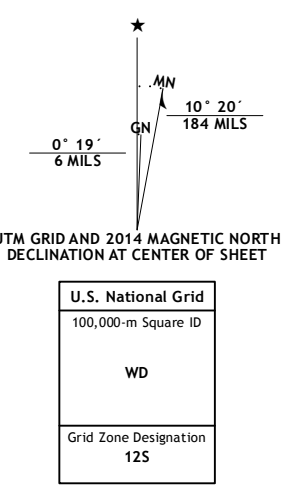 ★
MN
GN
10° 20´
184 MILS
0° 19´
6 MILS
UTM GRID AND 2014 MAGNETIC NORTH
DECLINATION AT CENTER OF SHEET
U.S. National Grid
100,000-m Square ID
WD
Grid Zone Designation
12S